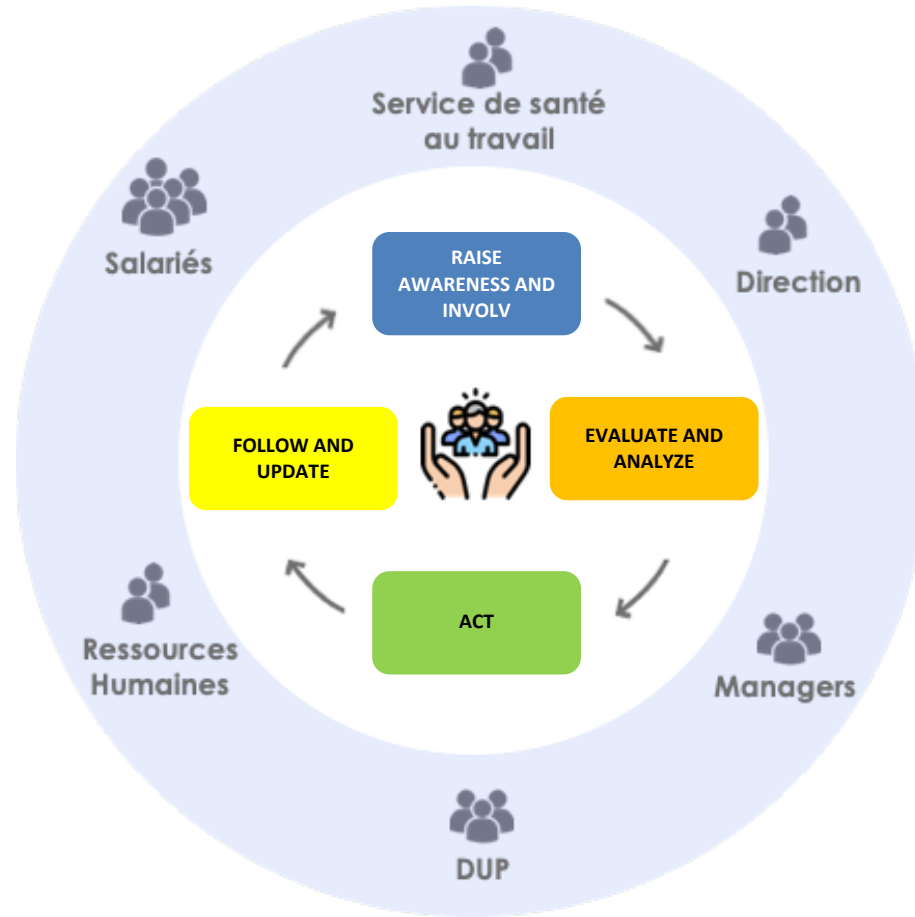 Service de santé
au travail
Salariés
Direction
RAISE
AWARENESS AND
INVOLV
FOLLOW AND
UPDATE
EVALUATE AND
ANALYZE
ACT
Ressources
Humaines
Managers
DUP